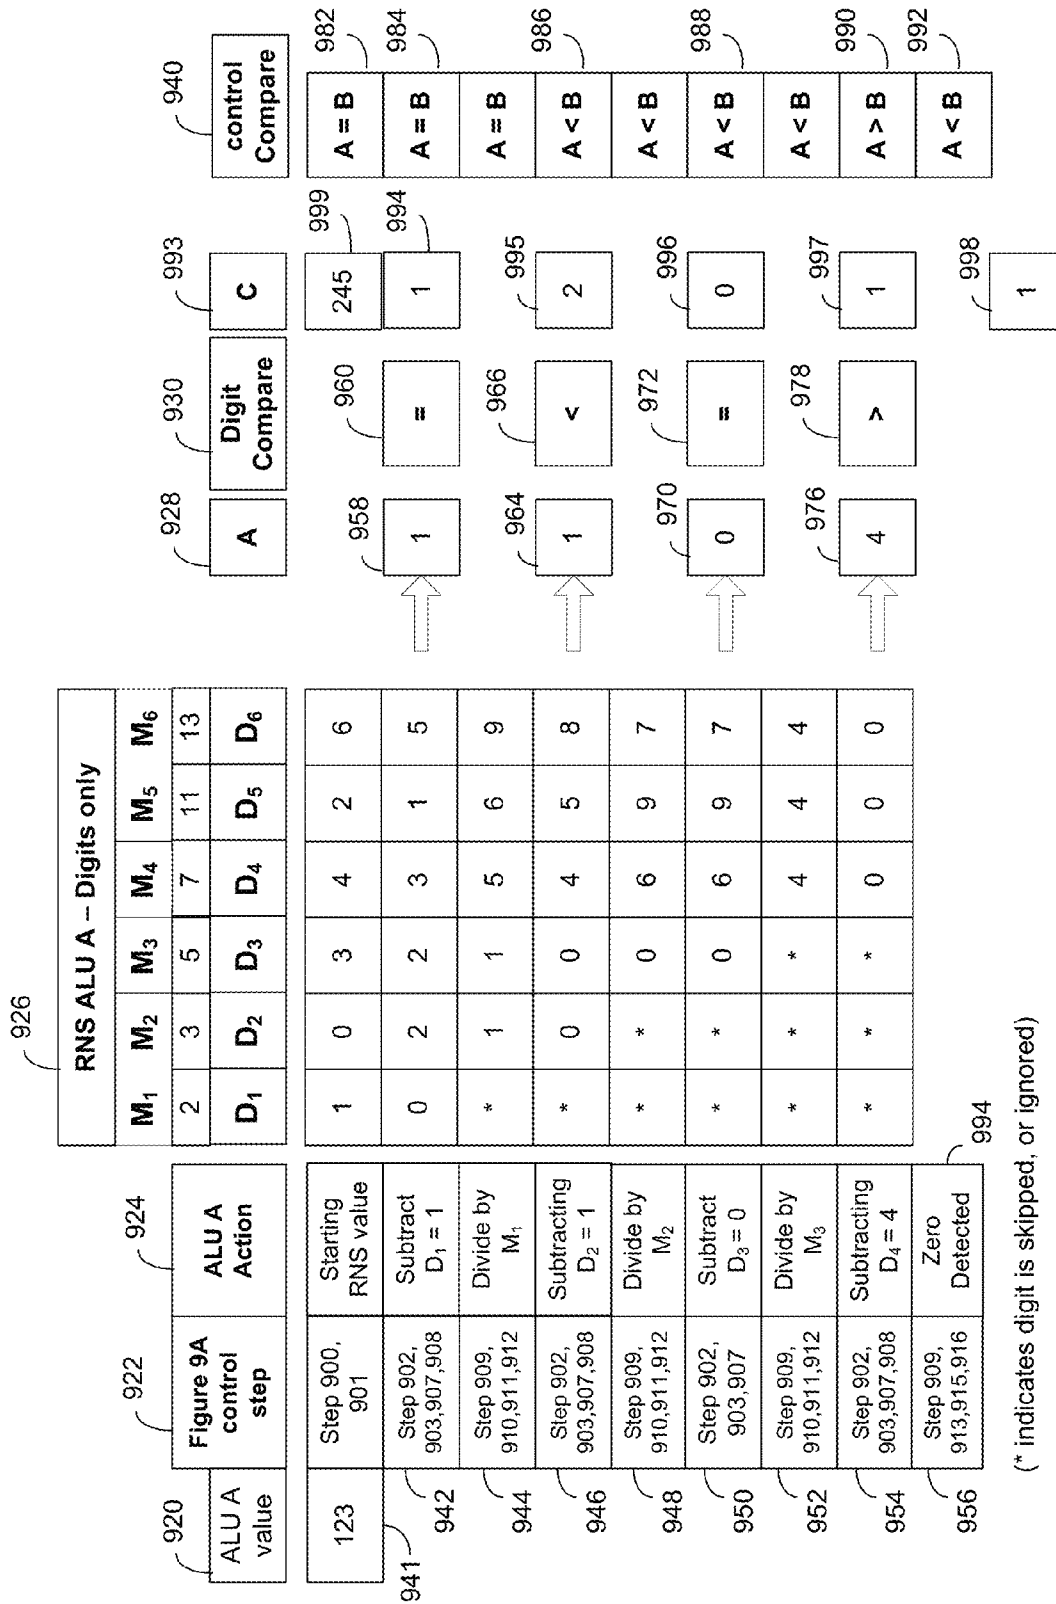 920
922
924
926
928
930
993
940
ALU A
value
Figure 9A
control
step
ALU A
Action
RNS ALU A – Digits only
M1 M2 M3 M4 M5 M6
2 3 5 7 11 13
D1 D2 D3 D4 D5 D6
A
Digit
Compare
C
control
Compare
123
941
Step 900,
901
Starting
RNS value
1 0 3 4 2 6
245
999
A = B
982
942
Step 902,
903,907,908
Subtract
D1 = 1
0 2 2 3 1 5
958
1
960
=
1
994
A = B
984
944
Step 909,
910,911,912
Divide by
M1
* 1 1 5 6 9
A = B
946
Step 902,
903,907,908
Subtracting
D2 = 1
* 0 0 4 5 8
964
1
966
<
995
2
A < B
986
948
Step 909,
910,911,912
Divide by
M2
* * 0 6 9 7
A < B
950
Step 902,
903,907
Subtract
D3 = 0
* * 0 6 9 7
970
0
972
=
996
0
A < B
988
952
Step 909,
910,911,912
Divide by
M3
* * * 4 4 4
A < B
954
Step 902,
903,907,908
Subtracting
D4 = 4
* * * 0 0 0
976
4
978
>
997
1
A > B
990
956
Step 909,
913,915,916
Zero
Detected
994
A < B
992
998
1
(* indicates digit is skipped, or ignored)